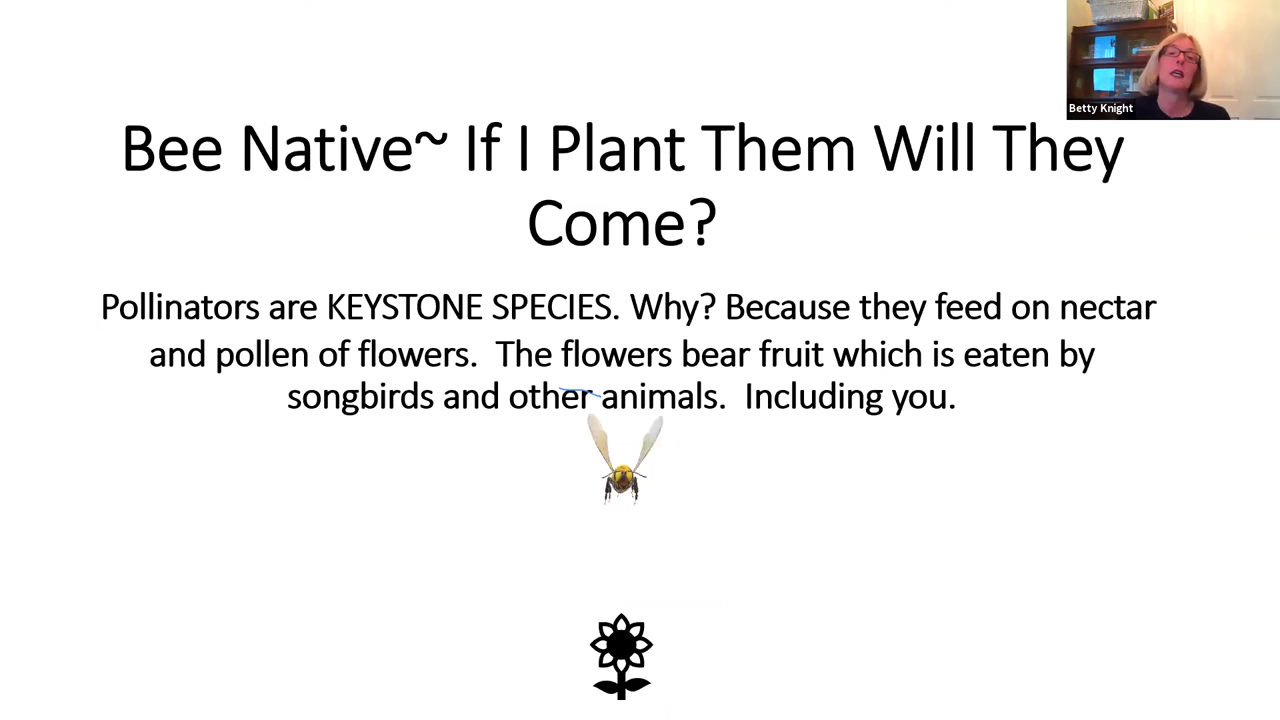 Betty Knight
Bee Native~ If I Plant Them Will They
Come?
Pollinators are KEYSTONE SPECIES. Why? Because they feed on nectar
and pollen of flowers. The flowers bear fruit which is eaten by
songbirds and other animals. Including you.